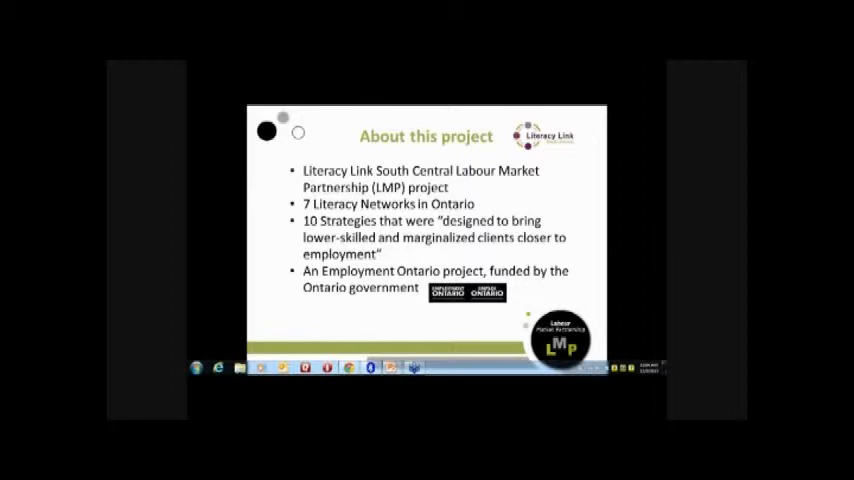 About this project
Literacy Link
• Literacy Link South Central Labour Market
Partnership (LMP) project
• 7 Literacy Networks in Ontario
• 10 Strategies that were “designed to bring
lower-skilled and marginalized clients closer to
employment“
• An Employment Ontario project, funded by the
Ontario government
EMPLOYMENT
ONTARIO
EMPLOI
ONTARIO
Labour
Market Partnership
LMP